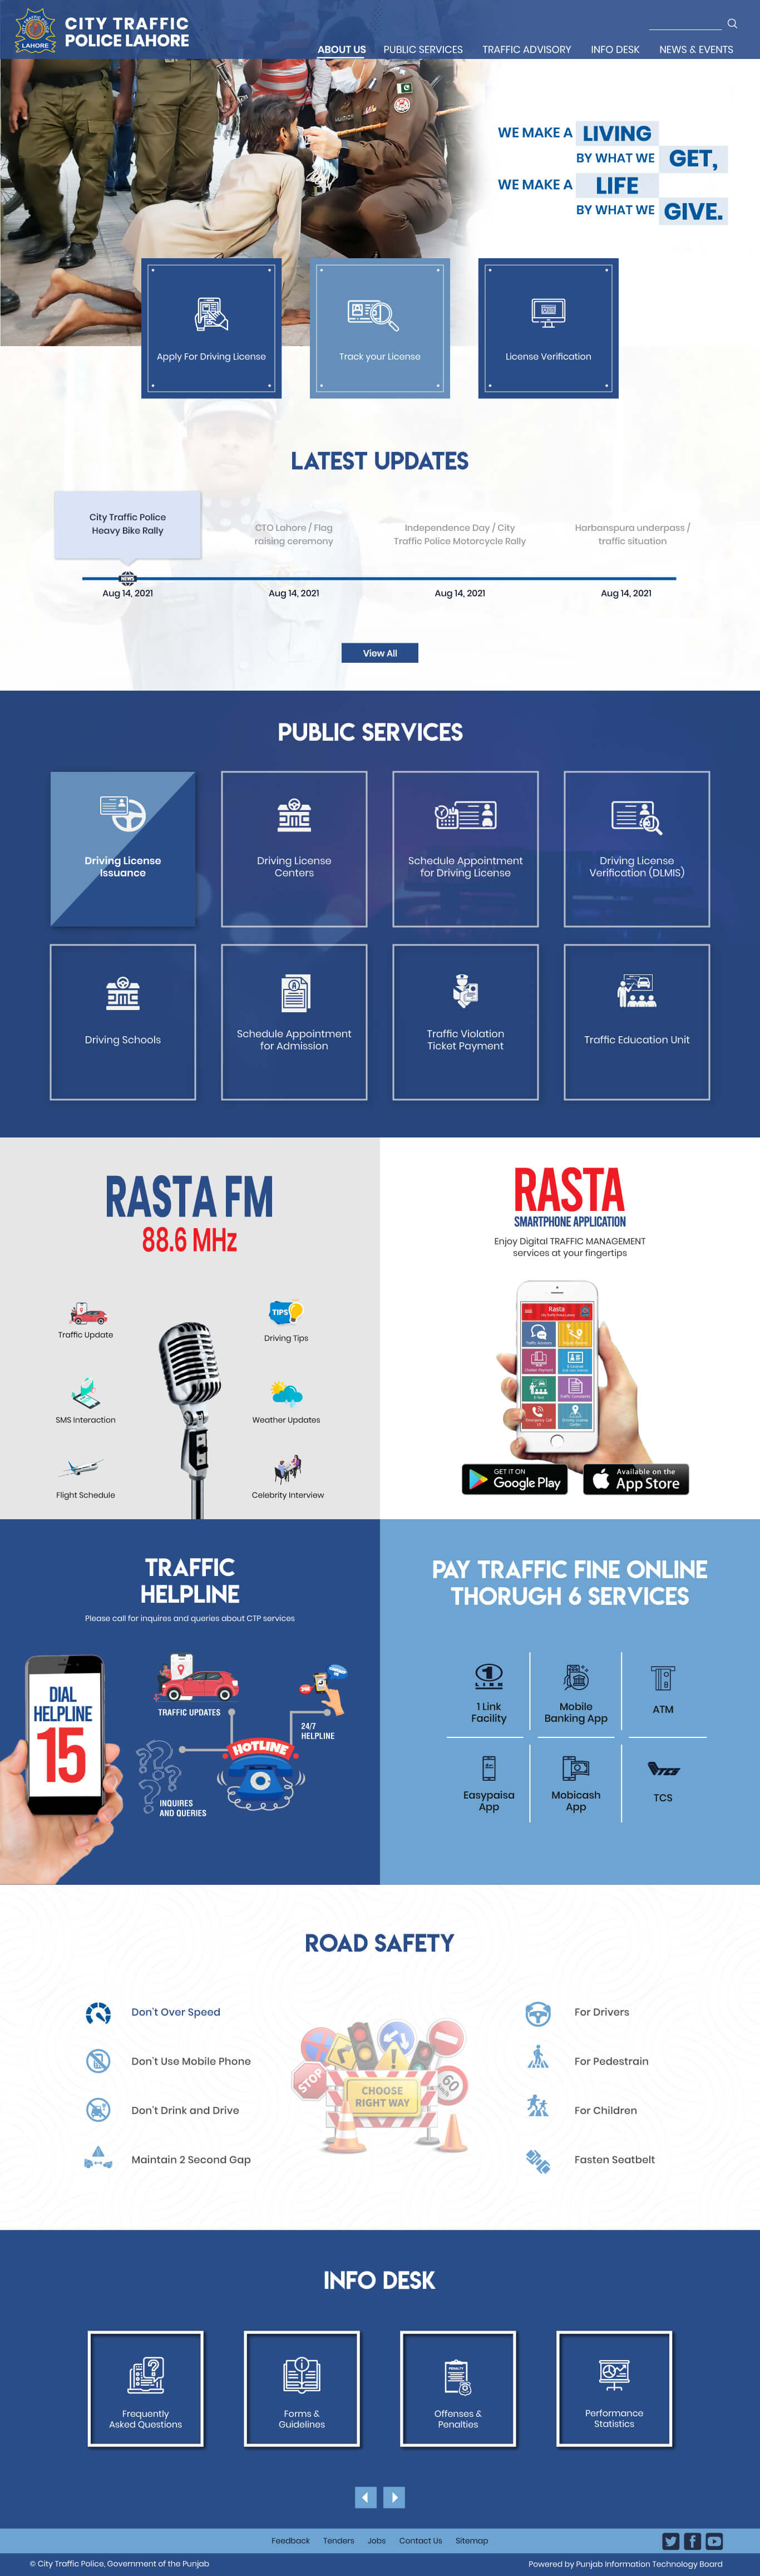 LAHORE
CITY TRAFFIC
POLICE LAHORE
ABOUT US PUBLIC SERVICES TRAFFIC ADVISORY INFO DESK NEWS & EVENTS
WE MAKE A LIVING
BY WHAT WE GET,
WE MAKE A LIFE
BY WHAT WE GIVE.
Apply For Driving License
Track your License
License Verification
LATEST UPDATES
City Traffic Police
Heavy Bike Rally
CTO Lahore / Flag
raising ceremony
Independence Day / City
Traffic Police Motorcycle Rally
Harbanspura underpass /
traffic situation
NEWS
Aug 14, 2021
Aug 14, 2021
Aug 14, 2021
Aug 14, 2021
View All
PUBLIC SERVICES
Driving License
Issuance
Driving License
Centers
Schedule Appointment
for Driving License
Driving License
Verification (DLMIS)
Driving Schools
Schedule Appointment
for Admission
Traffic Violation
Ticket Payment
Traffic Education Unit
RASTA FM
88.6 MHz
Traffic Update
TIPS
Driving Tips
SMS Interaction
Weather Updates
Flight Schedule
Celebrity Interview
RASTA
SMARTPHONE APPLICATION
Enjoy Digital TRAFFIC MANAGEMENT
services at your fingertips
Rasta
GET IT ON
Google Play
Available on the
App Store
TRAFFIC
HELPLINE
Please call for inquires and queries about CTP services
DIAL
HELPLINE
15
TRAFFIC UPDATES
24/7
HELPLINE
HOTLINE
INQUIRES
AND QUERIES
PAY TRAFFIC FINE ONLINE
THORUGH 6 SERVICES
1 LINK
1 Link
Facility
Mobile
Banking App
ATM
Easypaisa
App
Mobicash
App
TCS
TCS
ROAD SAFETY
Don't Over Speed
Don't Use Mobile Phone
Don't Drink and Drive
Maintain 2 Second Gap
STOP
CHOOSE
RIGHT WAY
60
For Drivers
For Pedestrain
For Children
Fasten Seatbelt
INFO DESK
Frequently
Asked Questions
Forms &
Guidelines
PENALTY
Offenses &
Penalties
Performance
Statistics
Feedback Tenders Jobs Contact Us Sitemap
© City Traffic Police, Government of the Punjab
Powered by Punjab Information Technology Board